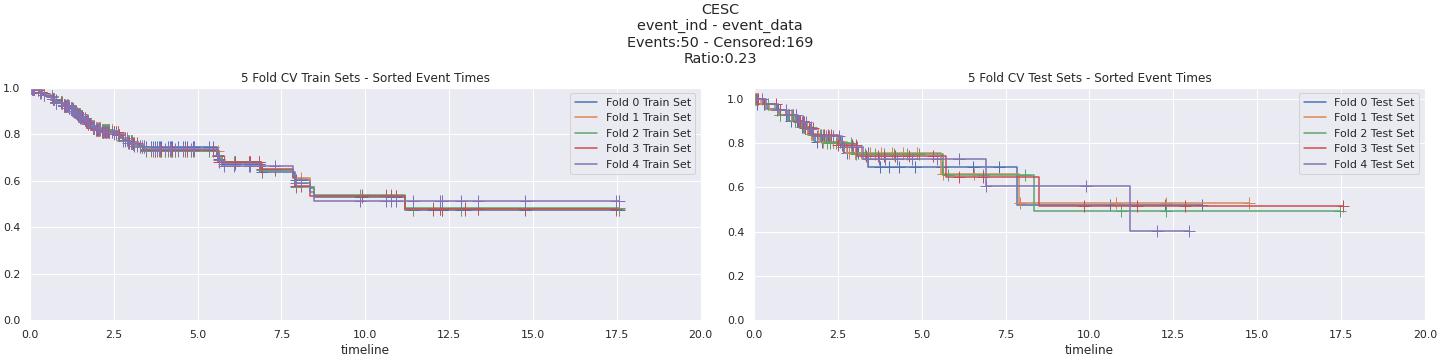 CESC
event_ind - event_data
Events:50 - Censored:169
Ratio:0.23
5 Fold CV Train Sets - Sorted Event Times
1.0
0.8
0.6
0.4
0.2
0.0
Fold 0 Train Set
Fold 1 Train Set
Fold 2 Train Set
Fold 3 Train Set
Fold 4 Train Set
0.0 2.5 5.0 7.5 10.0 12.5 15.0 17.5 20.0
timeline
5 Fold CV Test Sets - Sorted Event Times
1.0
0.8
0.6
0.4
0.2
0.0
Fold 0 Test Set
Fold 1 Test Set
Fold 2 Test Set
Fold 3 Test Set
Fold 4 Test Set
0.0 2.5 5.0 7.5 10.0 12.5 15.0 17.5 20.0
timeline